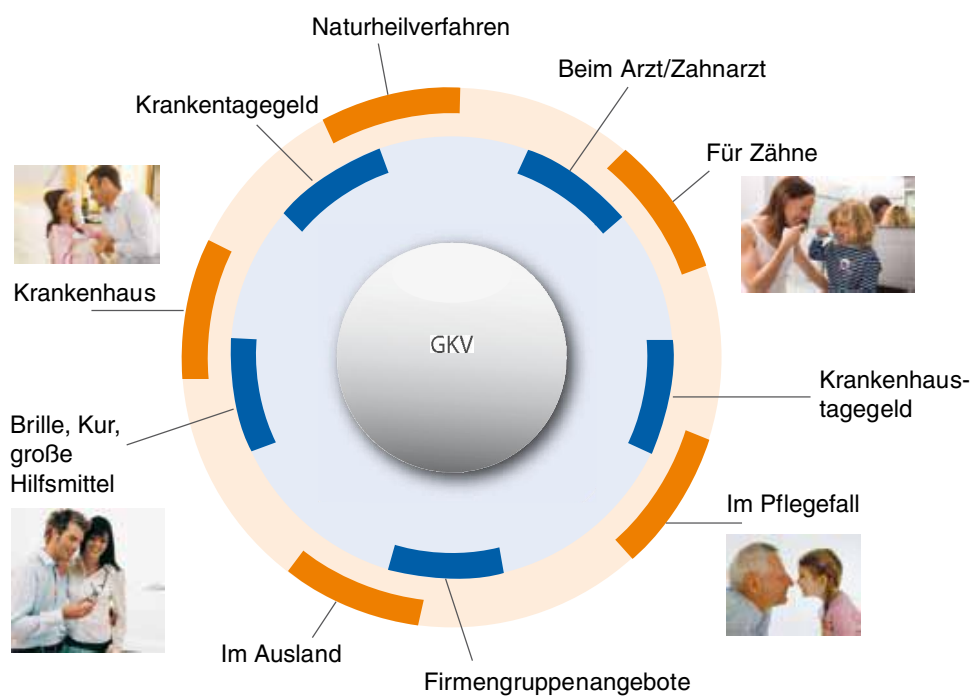 Naturheilverfahren
Beim Arzt/Zahnarzt
Krankentagegeld
Für Zähne
Krankenhaus
GKV
Krankenhaus-
tagegeld
Brille, Kur,
große
Hilfsmittel
Im Pflegefall
Im Ausland
Firmengruppenangebote